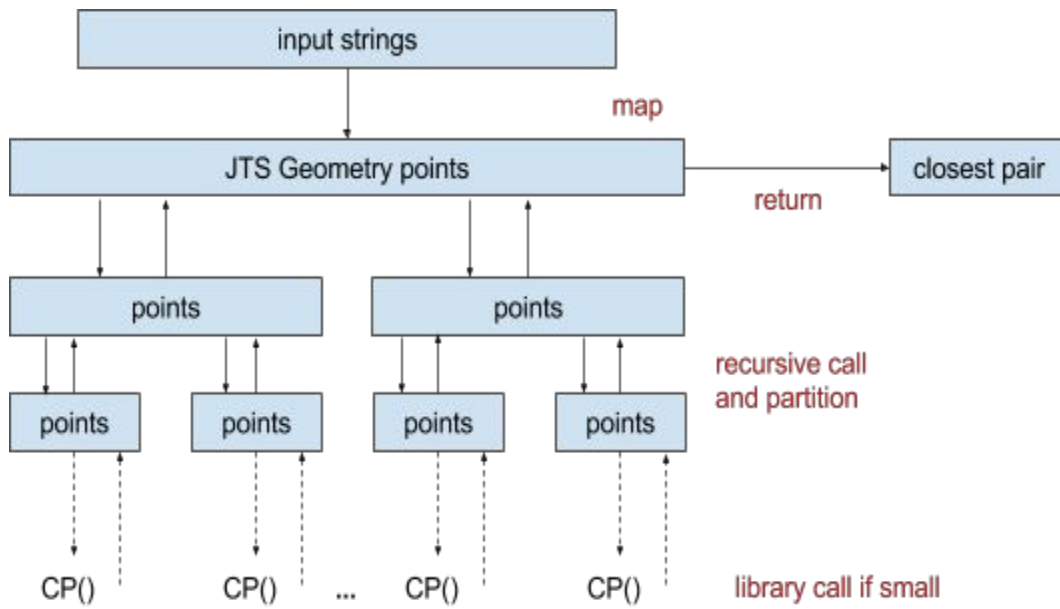 input strings
map
JTS Geometry points
closest pair
return
points
points
recursive call
and partition
points
points
points
points
CP()
CP()
...
CP()
CP()
library call if small